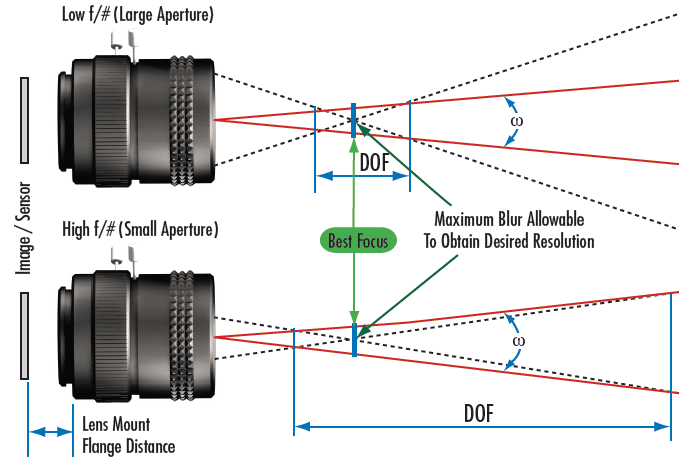 Low f/# (Large Aperture)
ω
DOF
Image / Sensor
Maximum Blur Allowable
To Obtain Desired Resolution
High f/# (Small Aperture)
Best Focus
ω
DOF
Lens Mount
Flange Distance